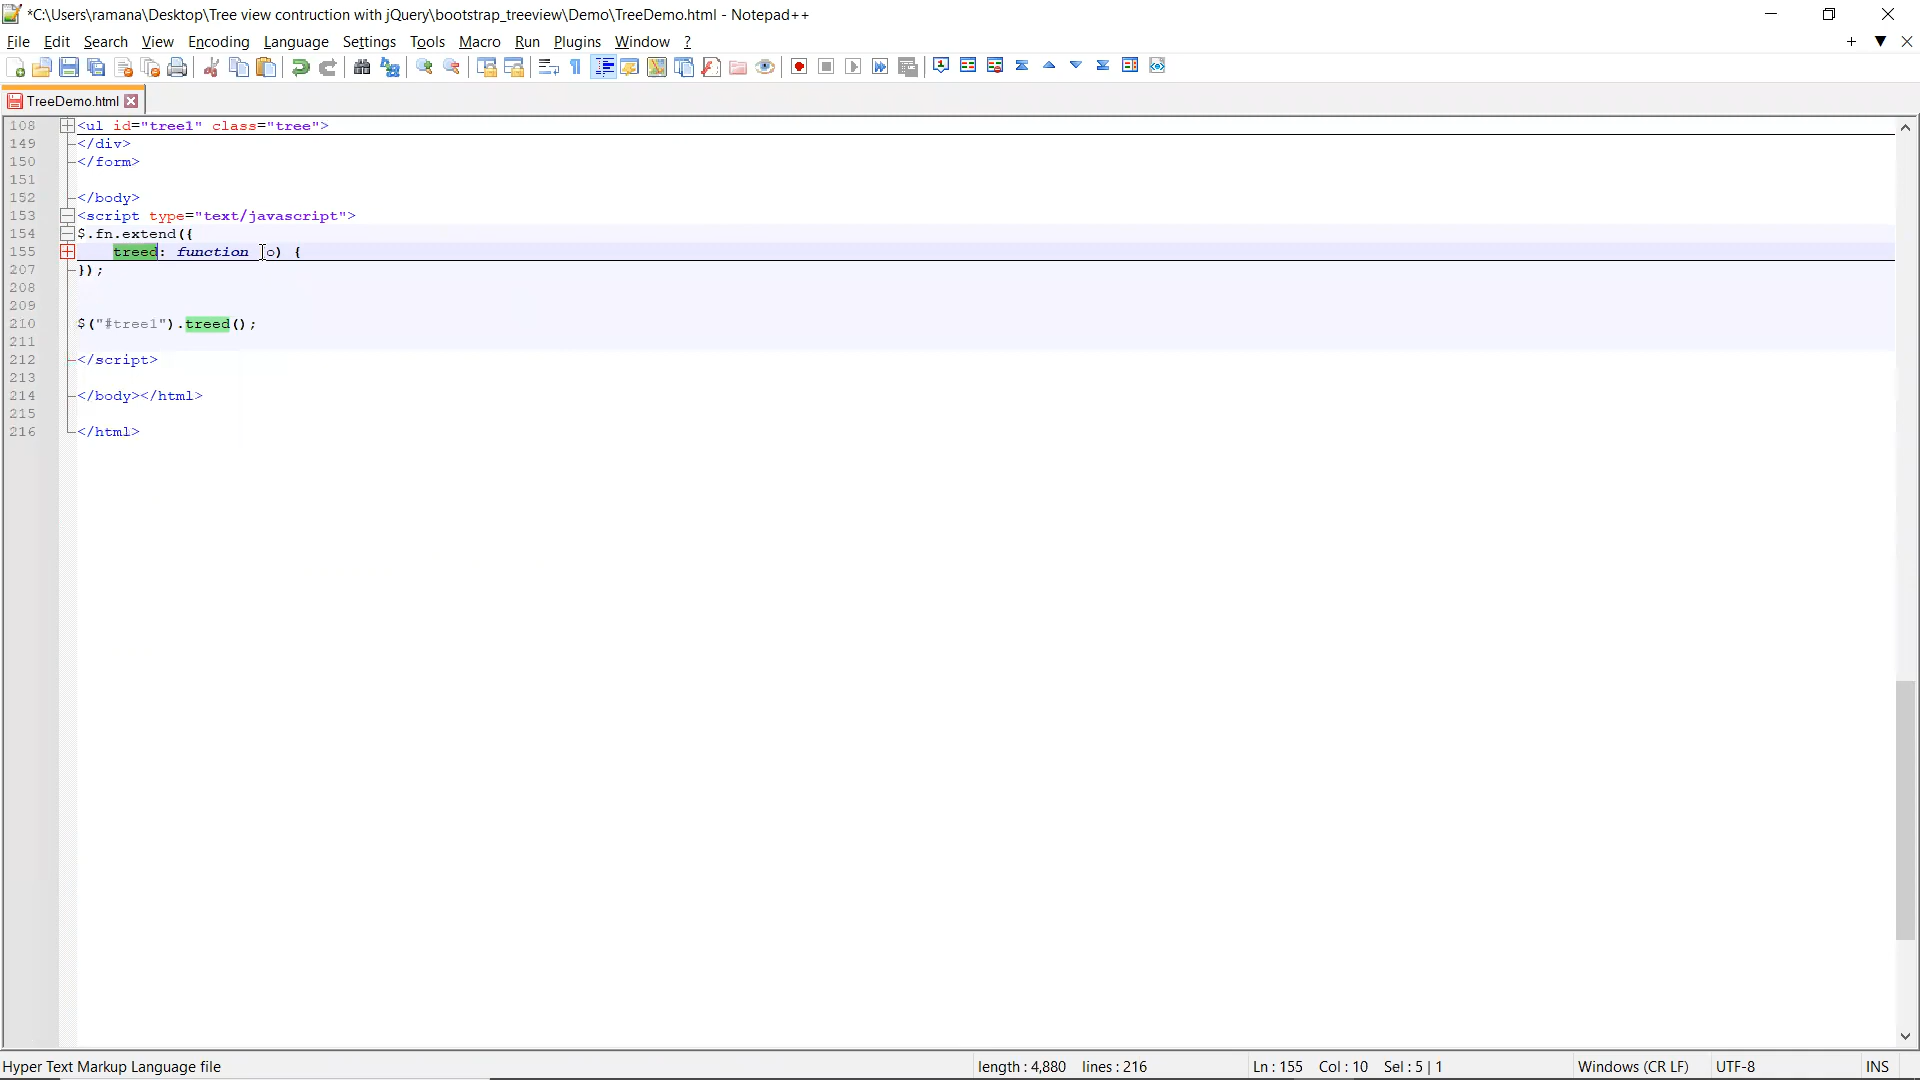 *C:\Users\ramana\Desktop\Tree view contruction with jQuery\bootstrap_treeview\Demo\TreeDemo.html - Notepad++
File Edit Search View Encoding Language Settings Tools Macro Run Plugins Window ?
TreeDemo.html
108 <ul id="tree1" class="tree">
149 </div>
150 </form>
151
152 </body>
153 <script type="text/javascript">
154 $.fn.extend({
155 treed: function (o) {
207 });
208
209
210 $("#tree1").treed();
211
212 </script>
213
214 </body></html>
215
216 </html>
Hyper Text Markup Language file length : 4,880 lines : 216 Ln : 155 Col : 10 Sel : 5 | 1 Windows (CR LF) UTF-8 INS